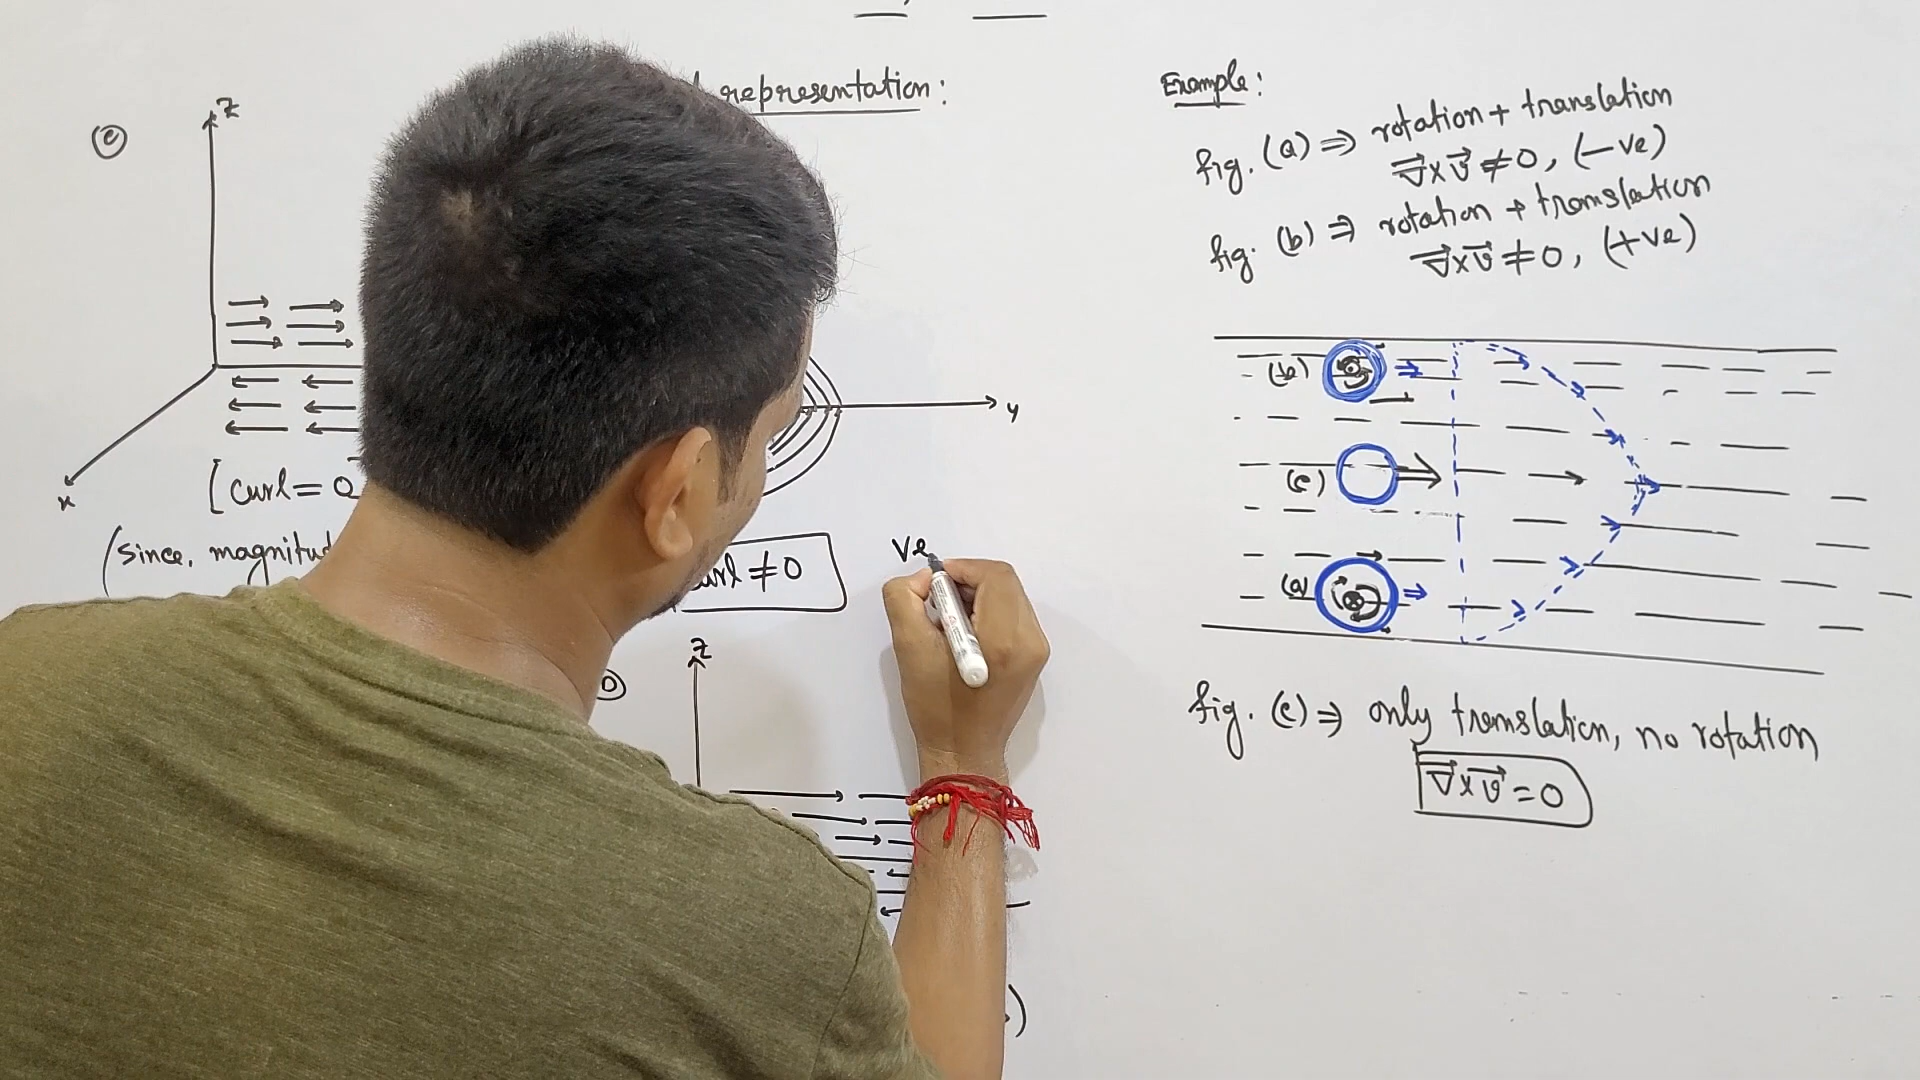 representation:
(c)
z
x
[curl = 0
(since, magnitud
y
curl ≠ 0
Ve
z
)
Example:
fig. (a) ⇒ rotation + translation
∇⃗×v⃗ ≠ 0, (-ve)
fig. (b) ⇒ rotation + translation
∇⃗×v⃗ ≠ 0, (+ve)
(b)
(c)
(a)
fig. (c) ⇒ only translation, no rotation
∇⃗×v⃗ = 0